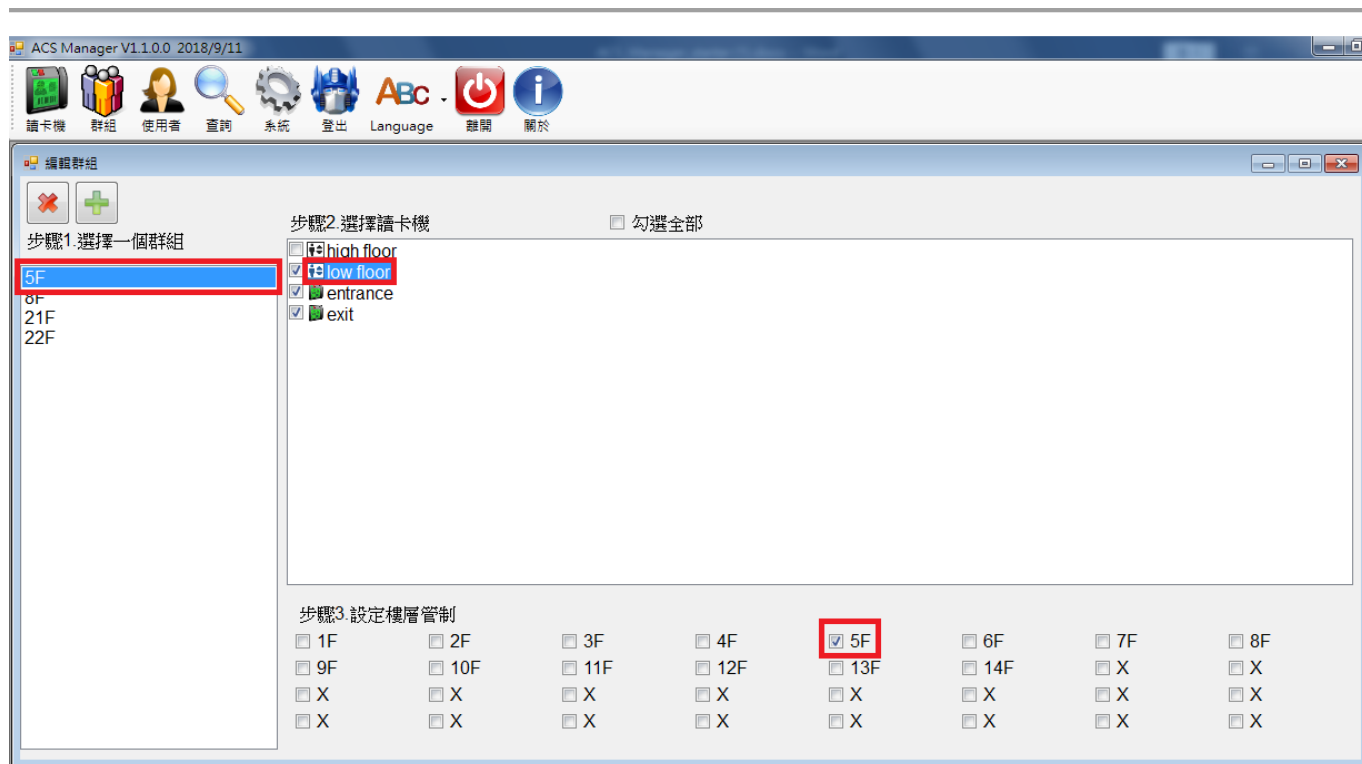 ACS Manager V1.1.0.0 2018/9/11
讀卡機 群組 使用者 查詢 系統 登出 ABC Language 離開 關於
編輯群組
步驟1.選擇一個群組
5F
8F
21F
22F
步驟2.選擇讀卡機 勾選全部
high floor
low floor
entrance
exit
步驟3.設定樓層管制
1F 2F 3F 4F 5F 6F 7F 8F
9F 10F 11F 12F 13F 14F X X
X X X X X X X X
X X X X X X X X